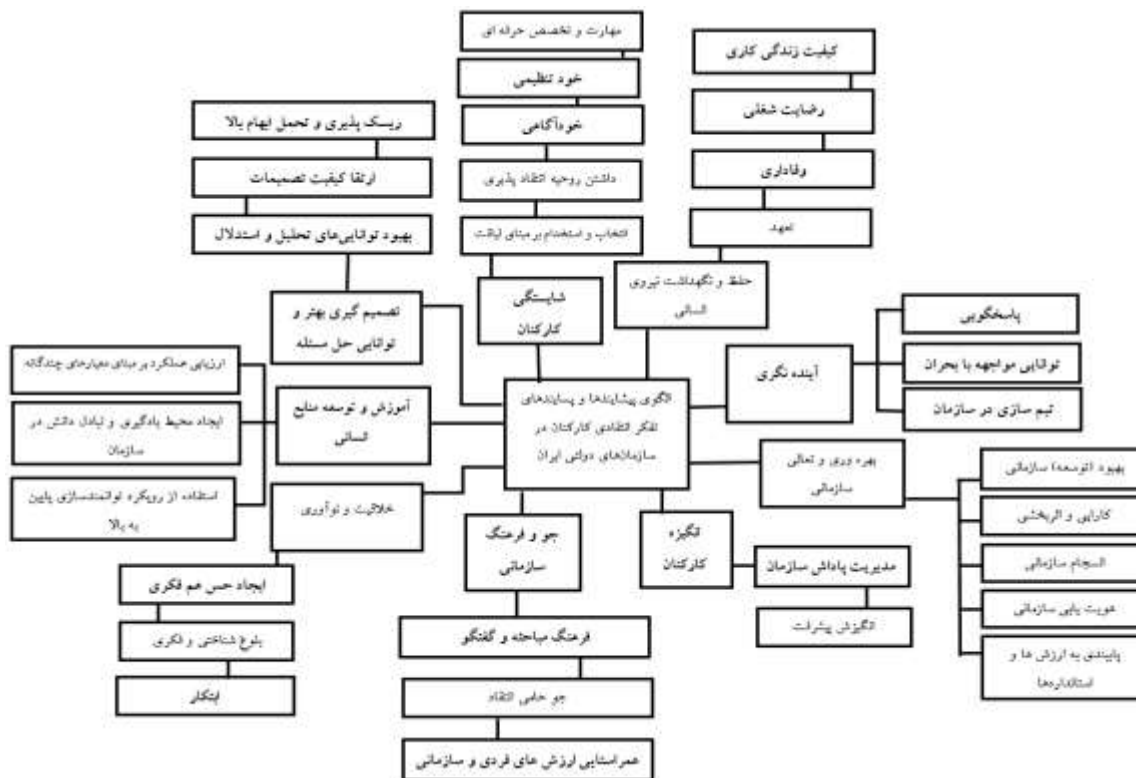 مهارت و تخصص حرفه ای
خود تنظیمی
خودآگاهی
داشتن روحیه انتقاد پذیری
انتخاب و استخدام بر مبنای لیاقت
شایستگی
کارکنان
کیفیت زندگی کاری
رضایت شغلی
وفاداری
تعهد
حفظ و نگهداشت نیروی
انسانی
ریسک پذیری و تحمل ابهام بالا
ارتقا کیفیت تصمیمات
بهبود توانایی‌های تحلیل و استدلال
تصمیم گیری بهتر و
توانایی حل مسئله
پاسخگویی
توانایی مواجهه با بحران
تیم سازی در سازمان
آینده نگری
الگوی پیشایندها و پسایندهای
تفکر انتقادی کارکنان در
سازمان‌های دولتی ایران
ارزیابی عملکرد بر مبنای معیارهای چندگانه
ایجاد محیط یادگیری و تبادل دانش در
سازمان
استفاده از رویکرد توانمندسازی پایین
به بالا
آموزش و توسعه منابع
انسانی
بهره وری و تعالی
سازمانی
بهبود (توسعه) سازمانی
کارایی و اثربخشی
انسجام سازمانی
هویت یابی سازمانی
پایبندی به ارزش ها و
استانداردها
خلاقیت و نوآوری
ایجاد حس هم فکری
بلوغ شناختی و فکری
ابتکار
جو و فرهنگ
سازمانی
فرهنگ مباحثه و گفتگو
جو حامی انتقاد
همراستایی ارزش های فردی و سازمانی
انگیزه
کارکنان
مدیریت پاداش سازمان
انگیزش پیشرفت